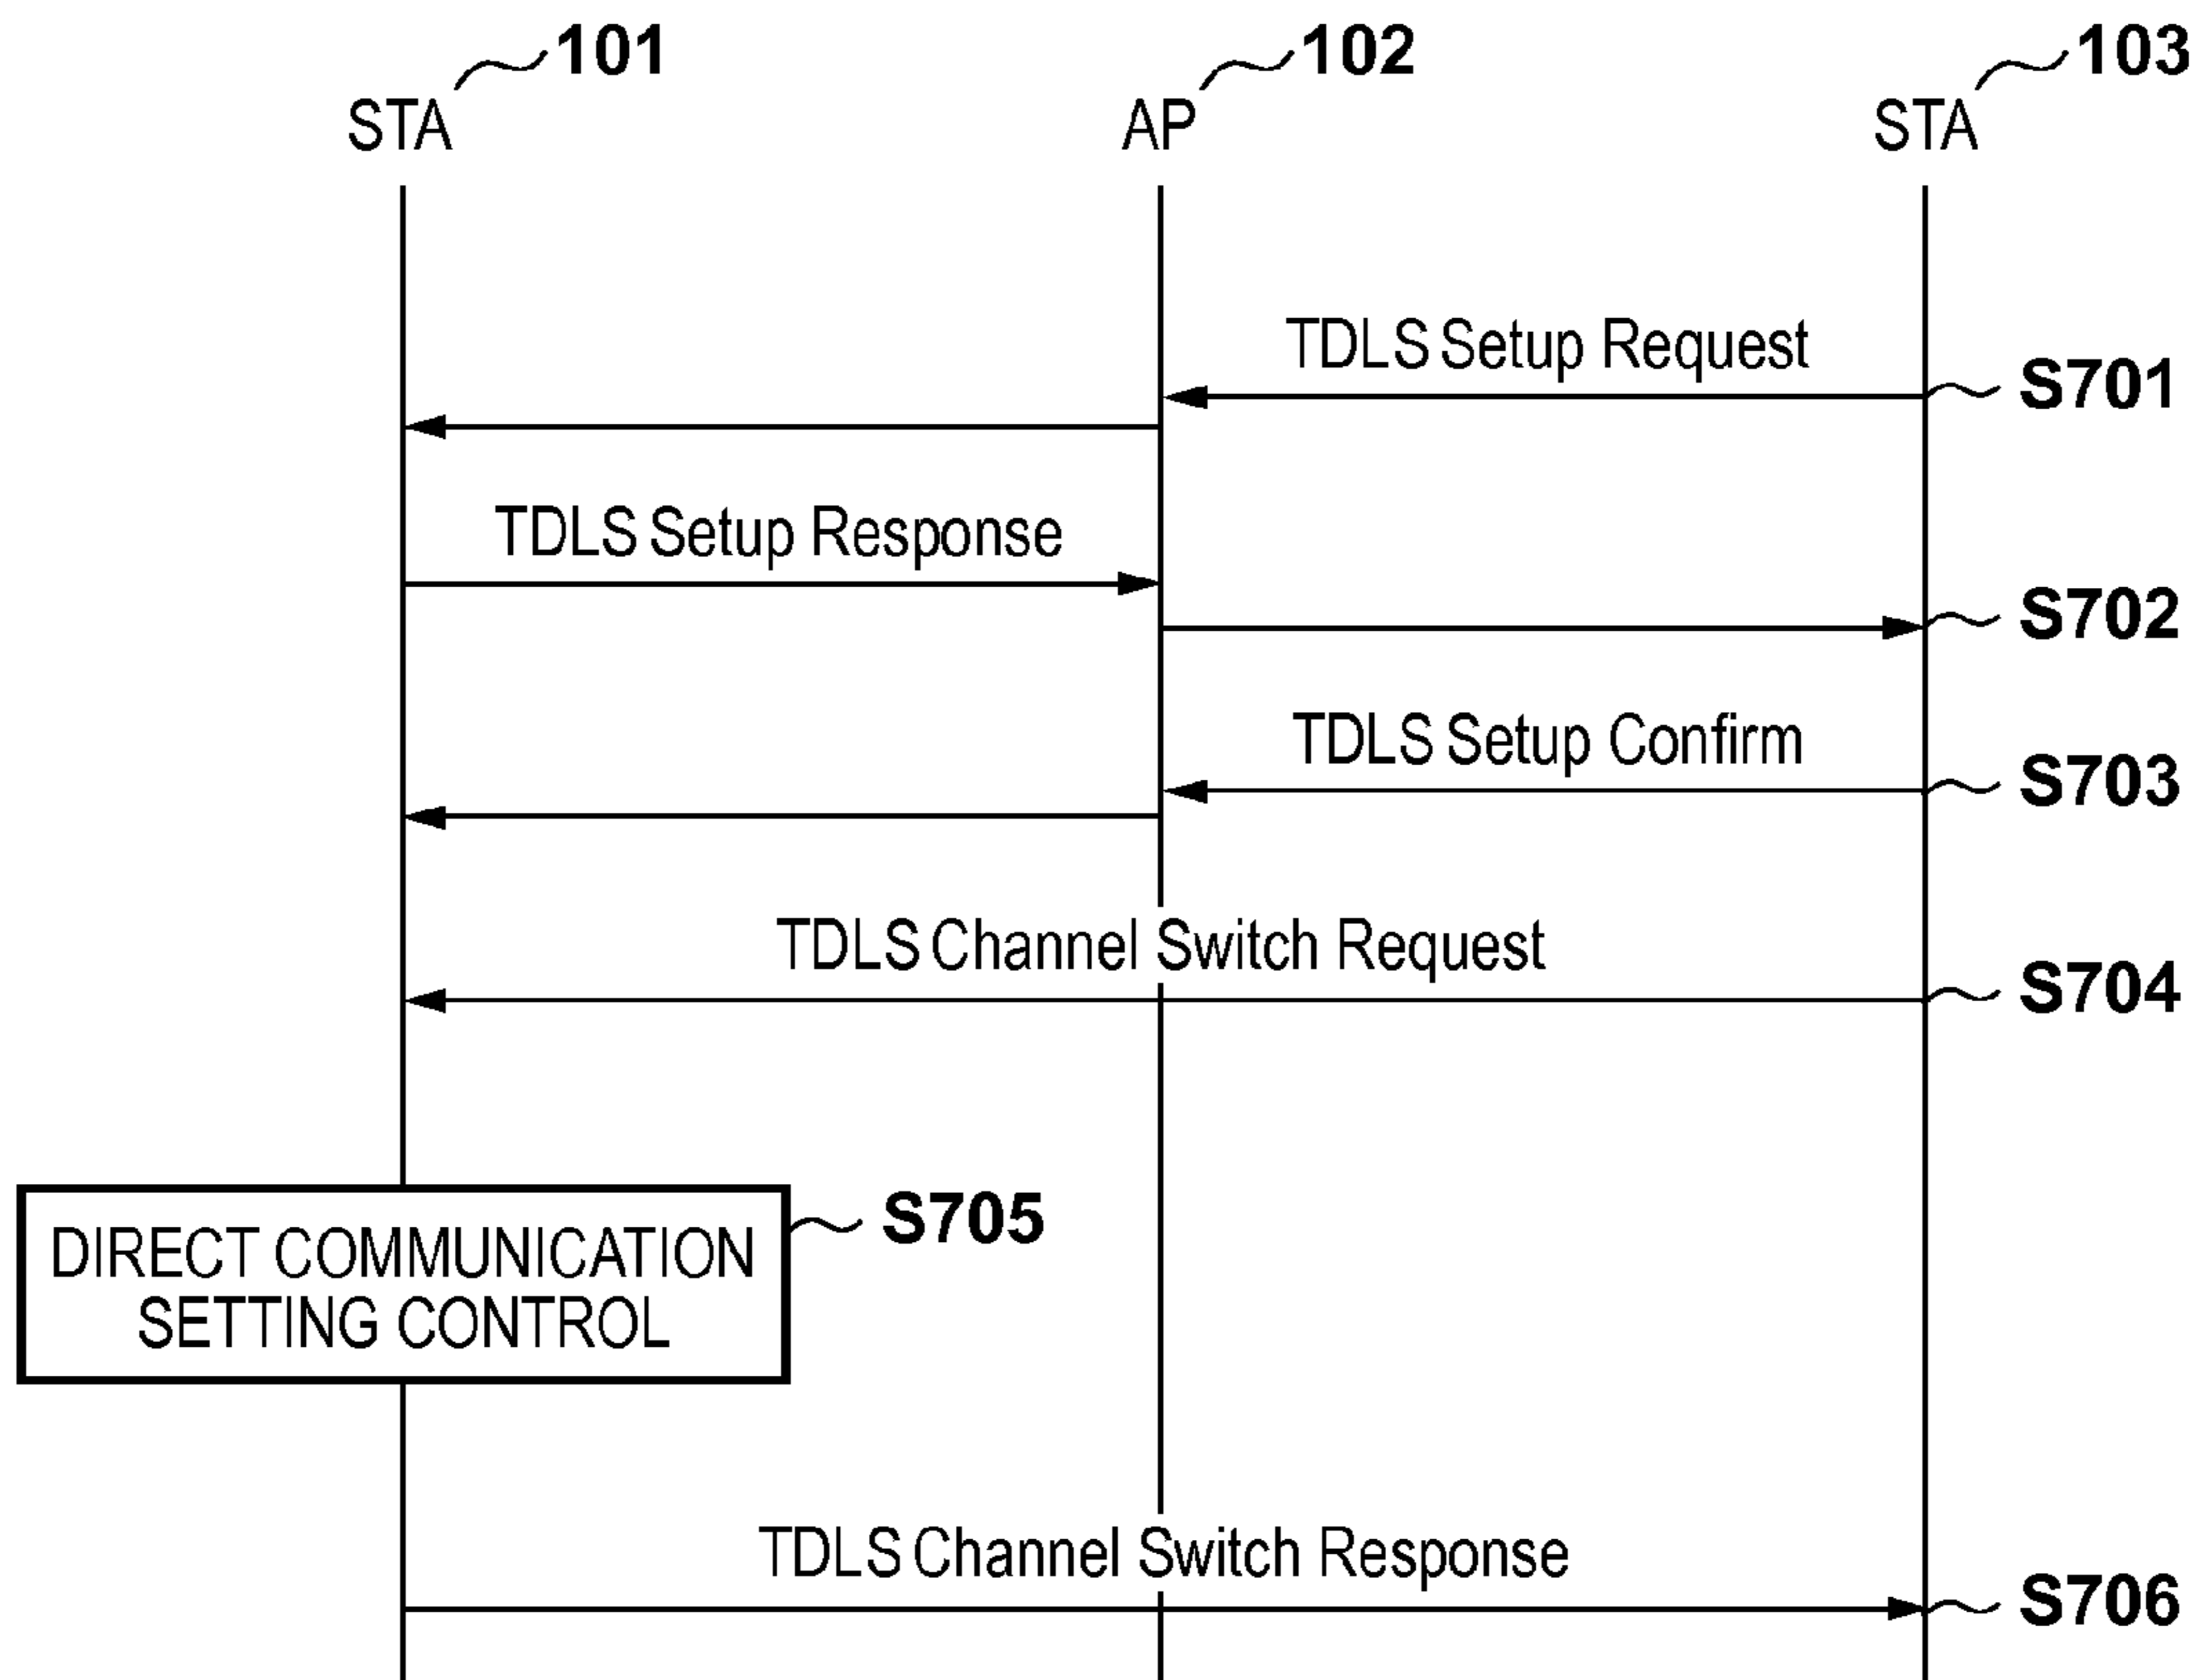 101
102
103
STA
AP
STA
TDLS Setup Request
S701
TDLS Setup Response
S702
TDLS Setup Confirm
S703
TDLS Channel Switch Request
S704
DIRECT COMMUNICATION
SETTING CONTROL
S705
TDLS Channel Switch Response
S706